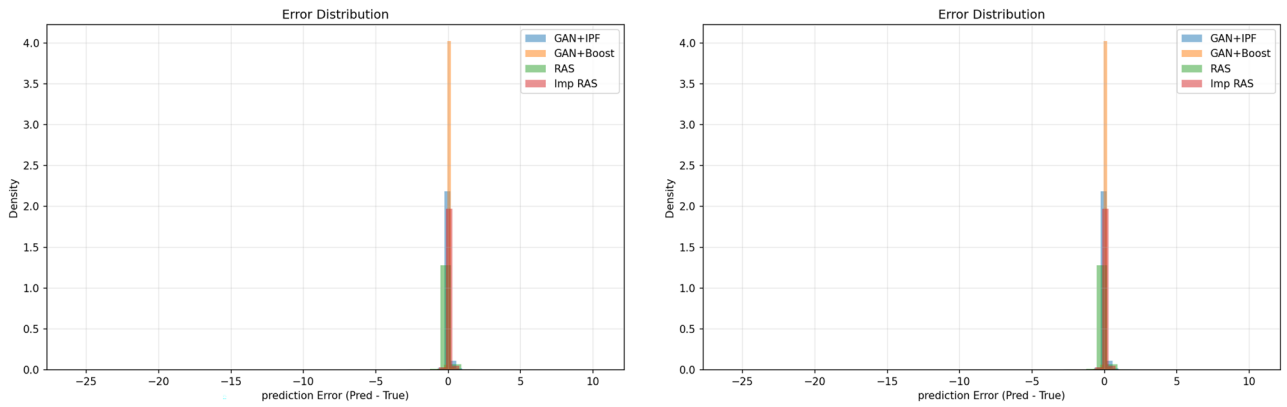 Error Distribution
4.0
3.5
3.0
2.5
2.0
1.5
1.0
0.5
0.0
Density
GAN+IPF
GAN+Boost
RAS
Imp RAS
−25 −20 −15 −10 −5 0 5 10
prediction Error (Pred - True)
Error Distribution
4.0
3.5
3.0
2.5
2.0
1.5
1.0
0.5
0.0
Density
GAN+IPF
GAN+Boost
RAS
Imp RAS
−25 −20 −15 −10 −5 0 5 10
prediction Error (Pred - True)